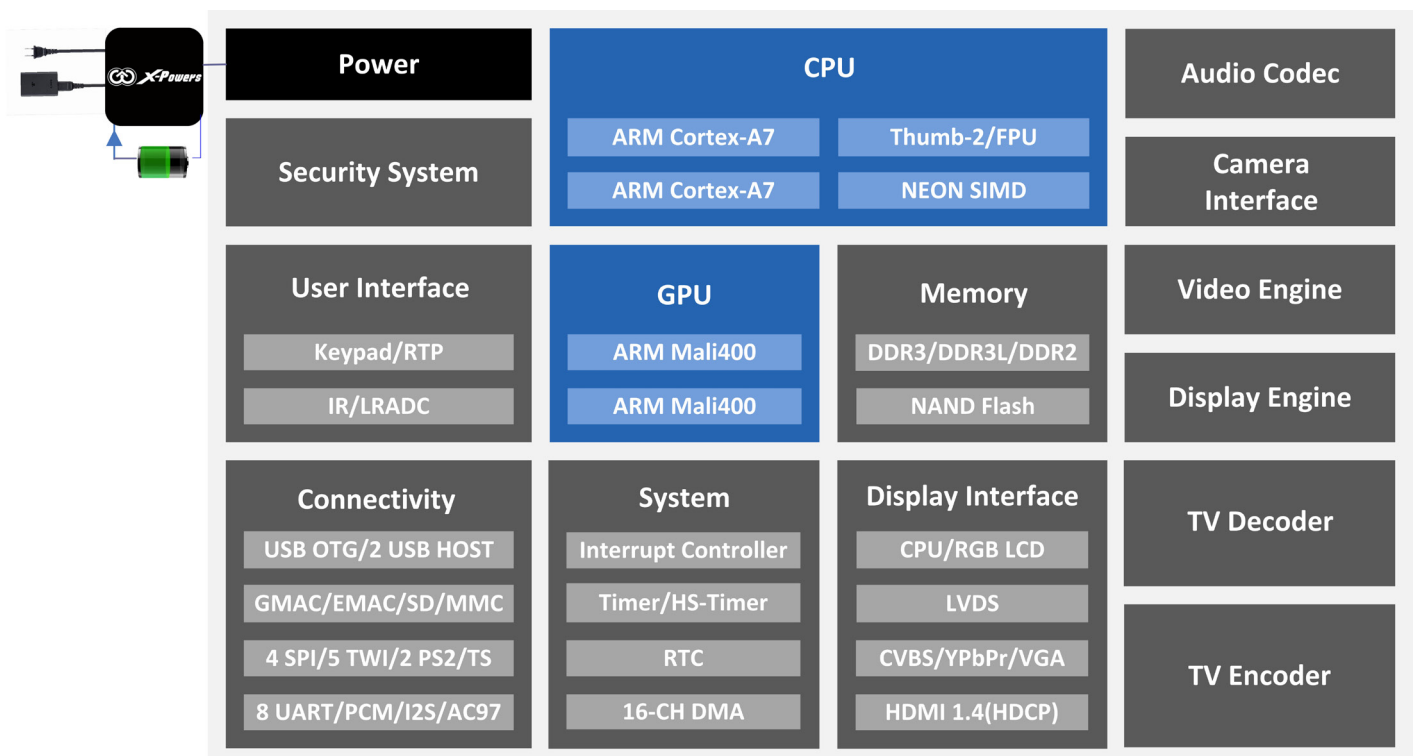 X-Powers
Power
CPU
ARM Cortex-A7
Thumb-2/FPU
ARM Cortex-A7
NEON SIMD
Audio Codec
Security System
Camera
Interface
User Interface
Keypad/RTP
IR/LRADC
GPU
ARM Mali400
ARM Mali400
Memory
DDR3/DDR3L/DDR2
NAND Flash
Video Engine
Display Engine
Connectivity
USB OTG/2 USB HOST
GMAC/EMAC/SD/MMC
4 SPI/5 TWI/2 PS2/TS
8 UART/PCM/I2S/AC97
System
Interrupt Controller
Timer/HS-Timer
RTC
16-CH DMA
Display Interface
CPU/RGB LCD
LVDS
CVBS/YPbPr/VGA
HDMI 1.4(HDCP)
TV Decoder
TV Encoder